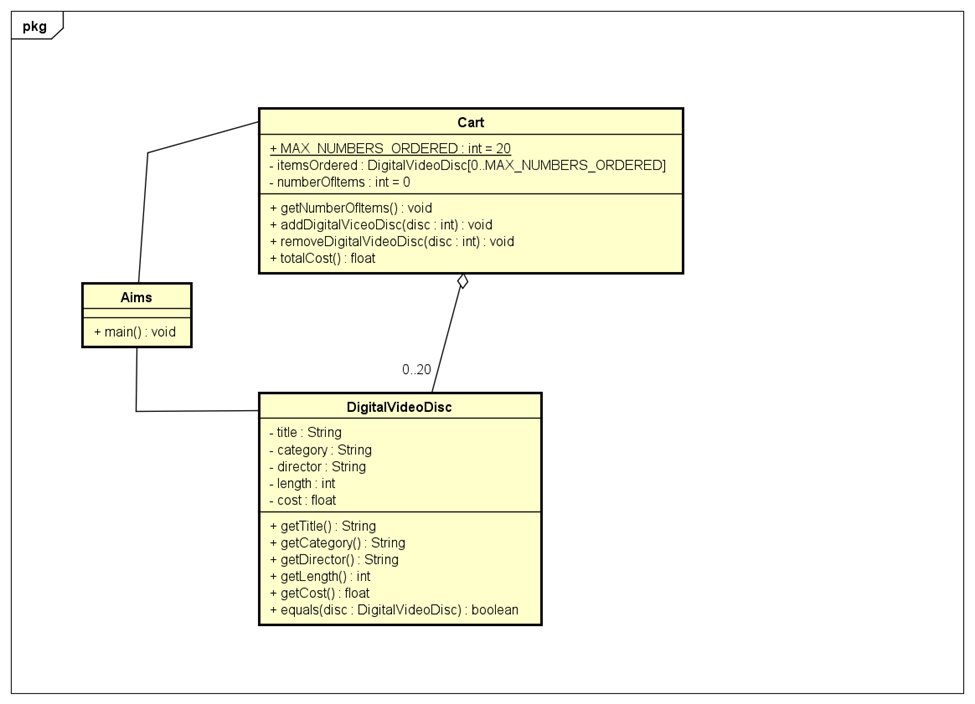 pkg
Cart
+ MAX_NUMBERS_ORDERED : int = 20
- itemsOrdered : DigitalVideoDisc[0..MAX_NUMBERS_ORDERED]
- numberOfItems : int = 0
+ getNumberOfItems() : void
+ addDigitalViceoDisc(disc : int) : void
+ removeDigitalVideoDisc(disc : int) : void
+ totalCost() : float
Aims
+ main() : void
0..20
DigitalVideoDisc
- title : String
- category : String
- director : String
- length : int
- cost : float
+ getTitle() : String
+ getCategory() : String
+ getDirector() : String
+ getLength() : int
+ getCost() : float
+ equals(disc : DigitalVideoDisc) : boolean